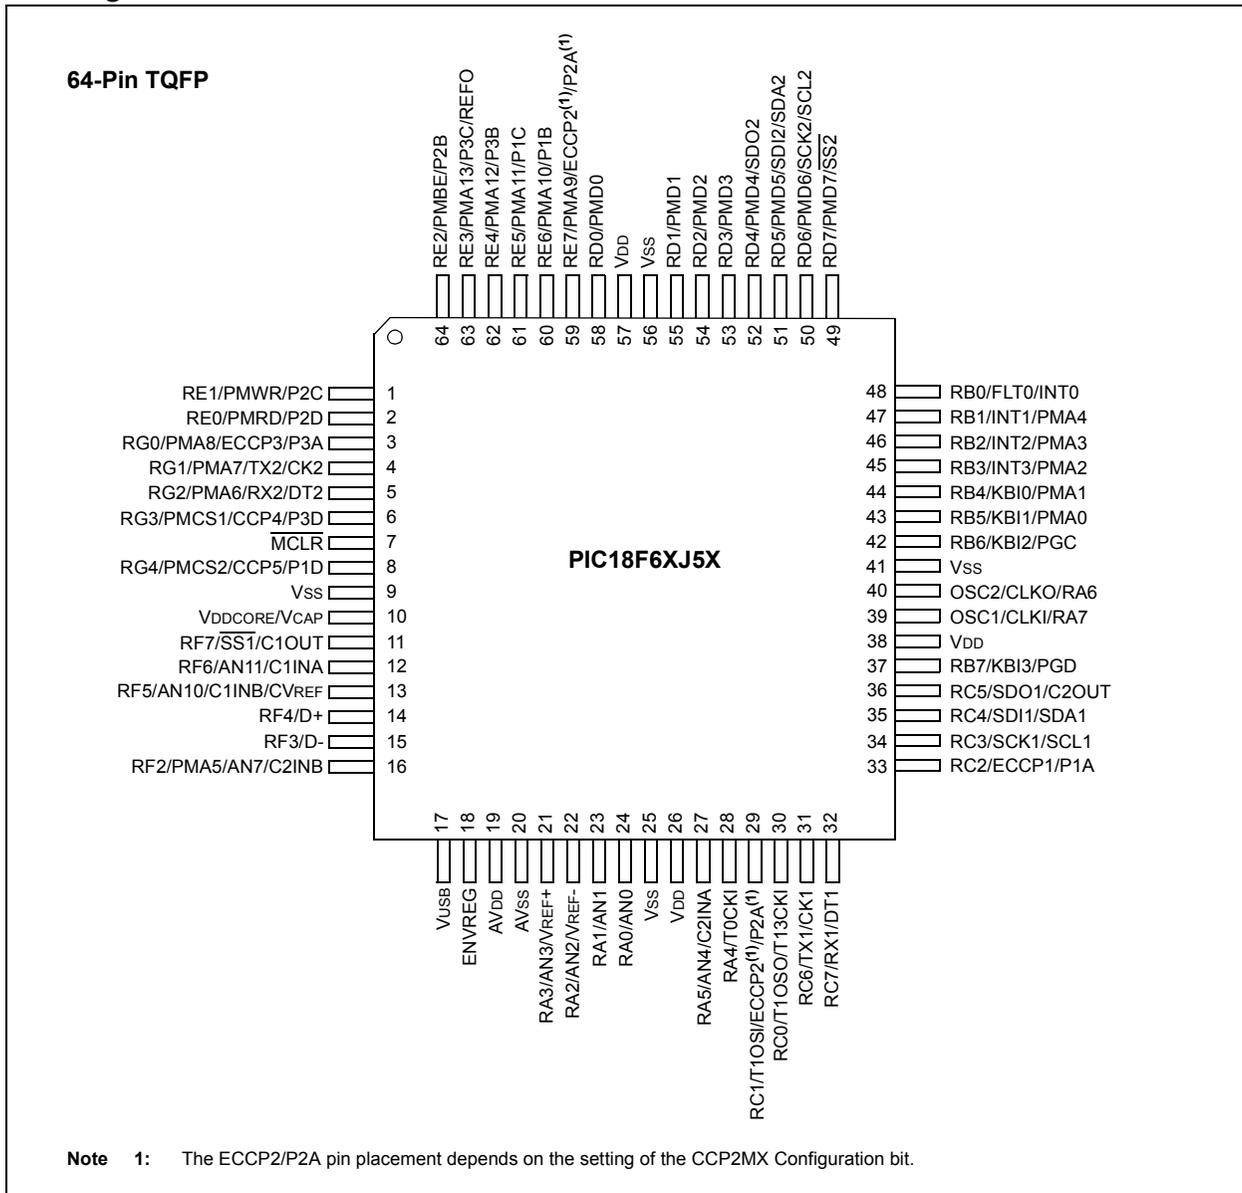 64-Pin TQFP
RE2/PMBE/P2B
RE3/PMA13/P3C/REFO
RE4/PMA12/P3B
RE5/PMA11/P1C
RE6/PMA10/P1B
RE7/PMA9/ECCP2(1)/P2A(1)
RD0/PMD0
VDD
VSS
RD1/PMD1
RD2/PMD2
RD3/PMD3
RD4/PMD4/SDO2
RD5/PMD5/SDI2/SDA2
RD6/PMD6/SCK2/SCL2
RD7/PMD7/SS2
64
63
62
61
60
59
58
57
56
55
54
53
52
51
50
49
RE1/PMWR/P2C 1
RE0/PMRD/P2D 2
RG0/PMA8/ECCP3/P3A 3
RG1/PMA7/TX2/CK2 4
RG2/PMA6/RX2/DT2 5
RG3/PMCS1/CCP4/P3D 6
MCLR 7
RG4/PMCS2/CCP5/P1D 8
VSS 9
VDDCORE/VCAP 10
RF7/SS1/C1OUT 11
RF6/AN11/C1INA 12
RF5/AN10/C1INB/CVREF 13
RF4/D+ 14
RF3/D- 15
RF2/PMA5/AN7/C2INB 16
PIC18F6XJ5X
48 RB0/FLT0/INT0
47 RB1/INT1/PMA4
46 RB2/INT2/PMA3
45 RB3/INT3/PMA2
44 RB4/KBI0/PMA1
43 RB5/KBI1/PMA0
42 RB6/KBI2/PGC
41 VSS
40 OSC2/CLKO/RA6
39 OSC1/CLKI/RA7
38 VDD
37 RB7/KBI3/PGD
36 RC5/SDO1/C2OUT
35 RC4/SDI1/SDA1
34 RC3/SCK1/SCL1
33 RC2/ECCP1/P1A
17
18
19
20
21
22
23
24
25
26
27
28
29
30
31
32
VUSB
ENVREG
AVDD
AVSS
RA3/AN3/VREF+
RA2/AN2/VREF-
RA1/AN1
RA0/AN0
VSS
VDD
RA5/AN4/C2INA
RA4/T0CKI
RC1/T1OSI/ECCP2(1)/P2A(1)
RC0/T1OSO/T13CKI
RC6/TX1/CK1
RC7/RX1/DT1
Note 1: The ECCP2/P2A pin placement depends on the setting of the CCP2MX Configuration bit.